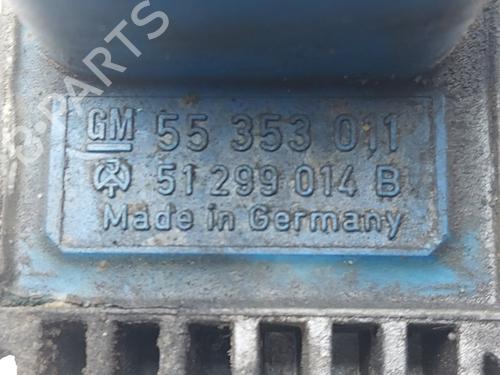 GM 55 353 011
51 299 014 B
Made in Germany
B-PARTS